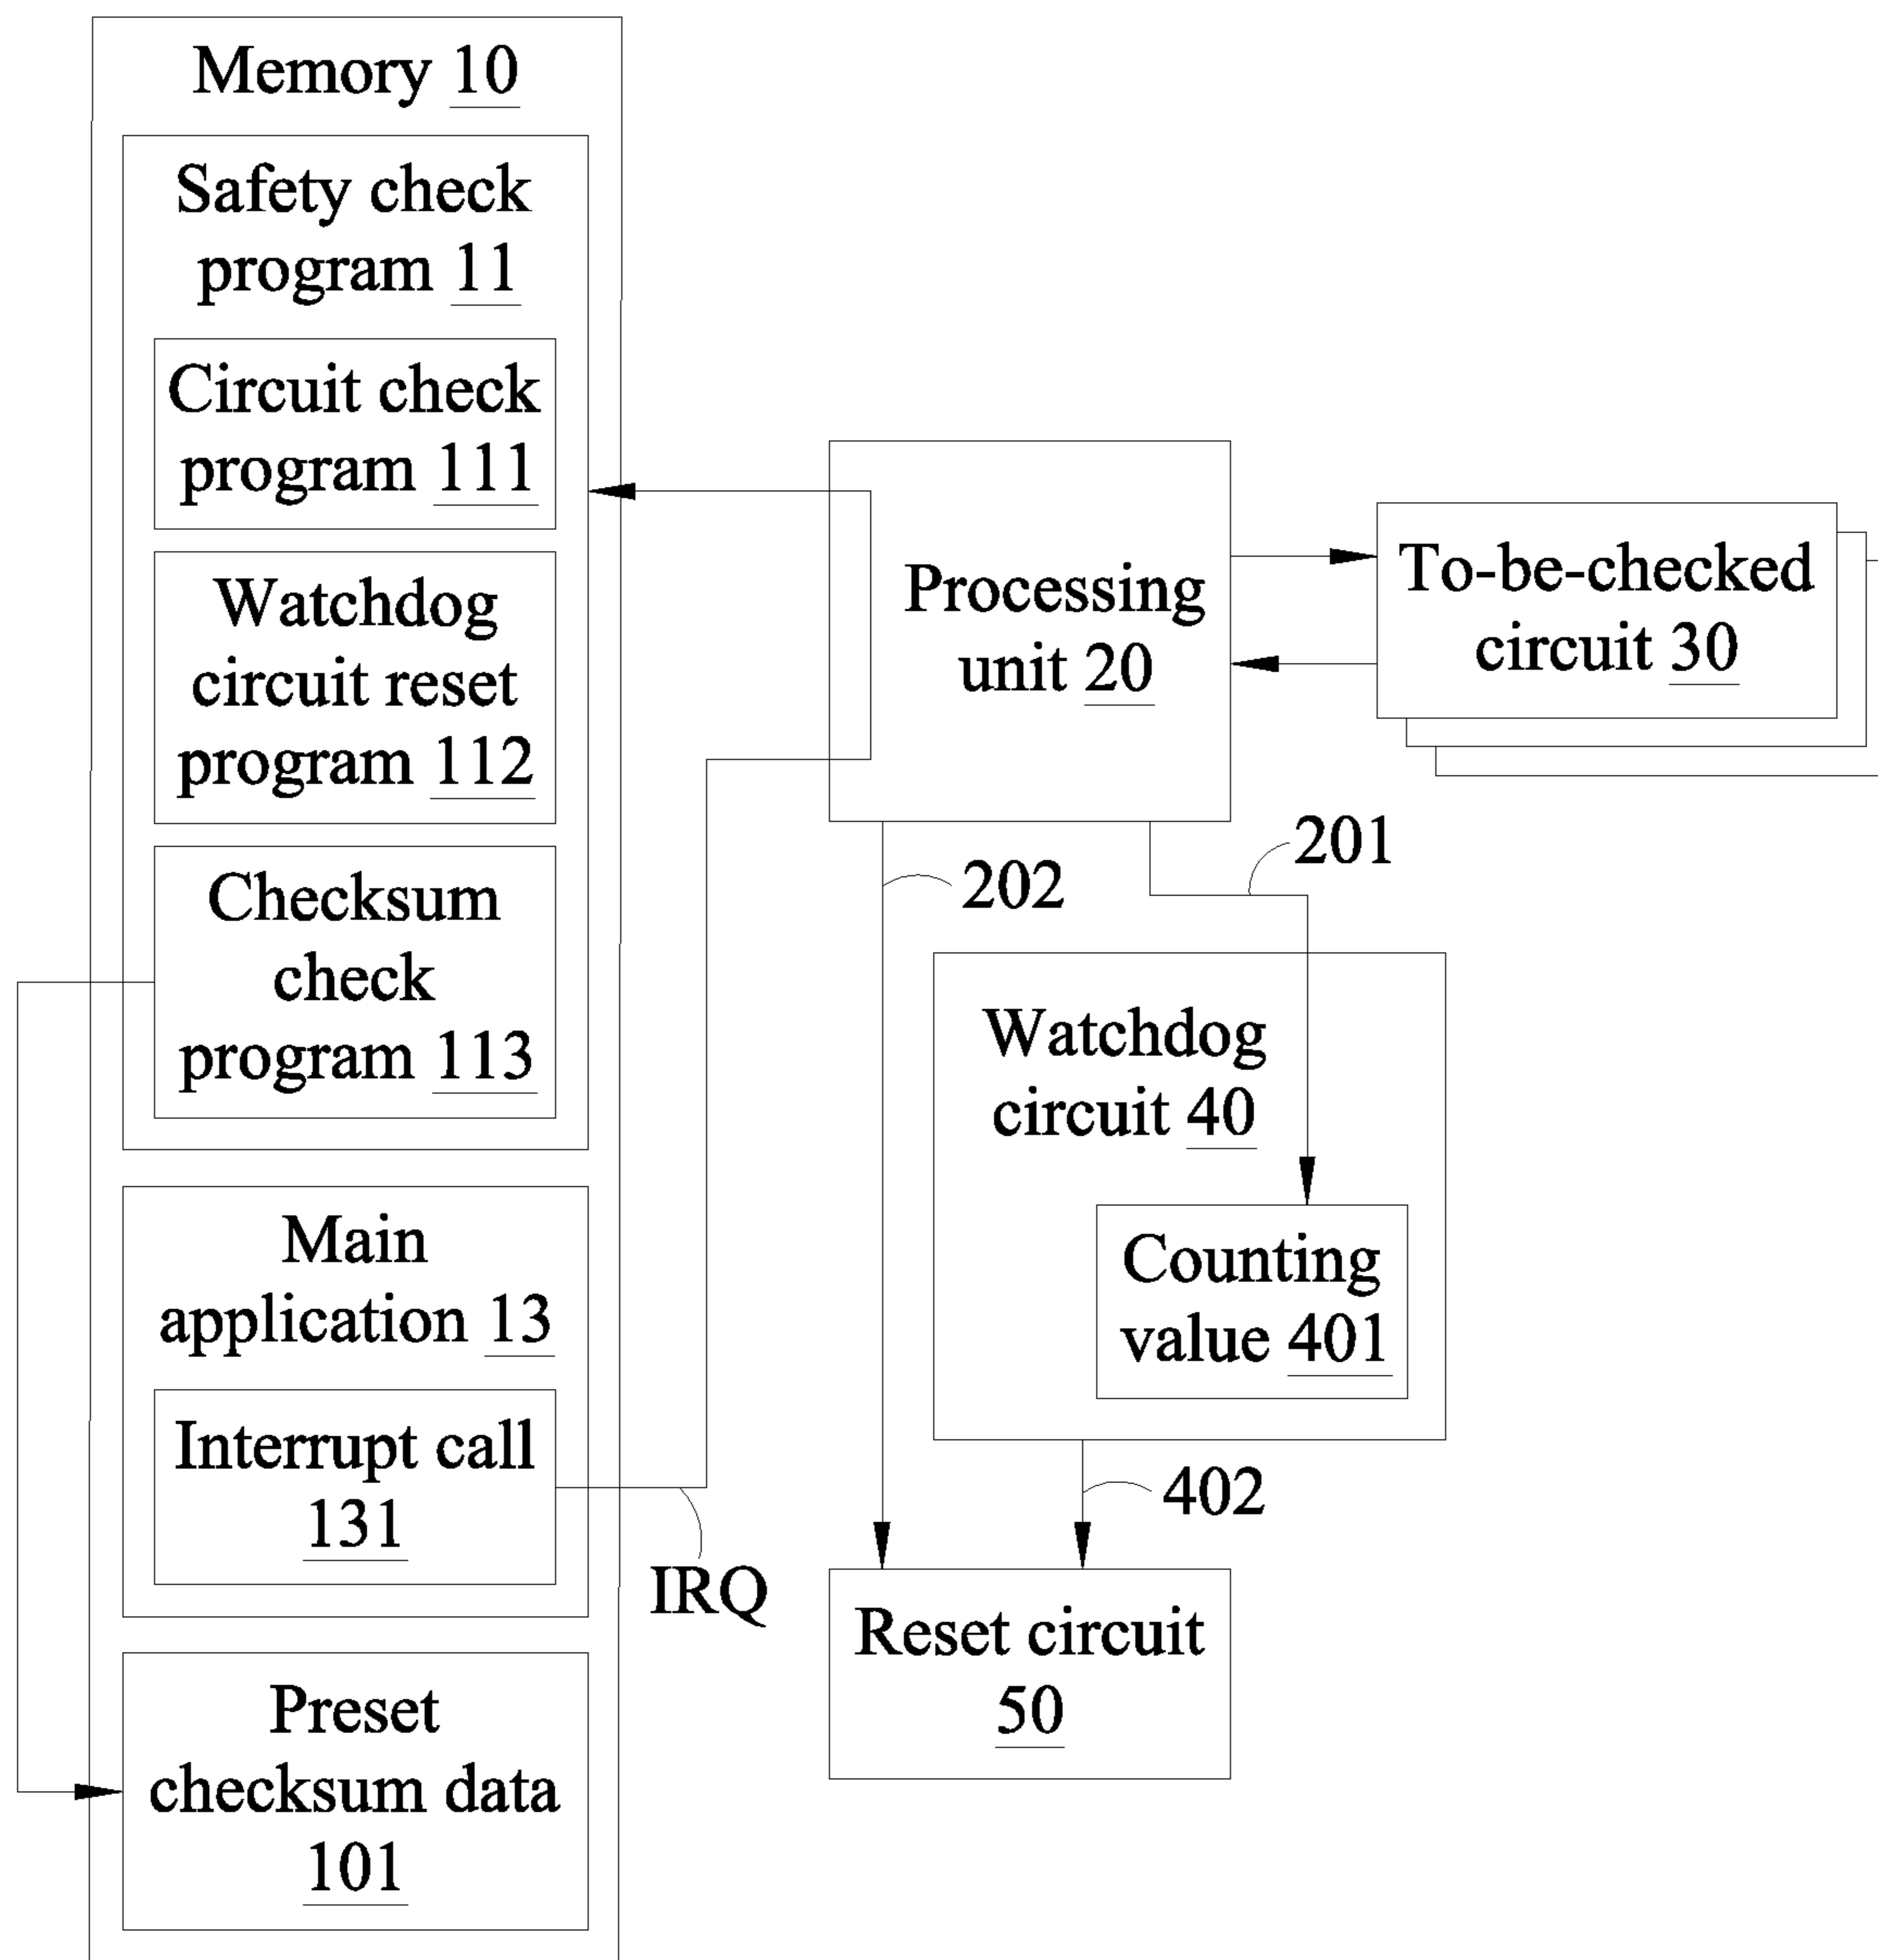 Memory 10
Safety check
program 11
Circuit check
program 111
Watchdog
circuit reset
program 112
Checksum
check
program 113
Main
application 13
Interrupt call
131
IRQ
Preset
checksum data
101
Processing
unit 20
To-be-checked
circuit 30
201
202
Watchdog
circuit 40
Counting
value 401
402
Reset circuit
50